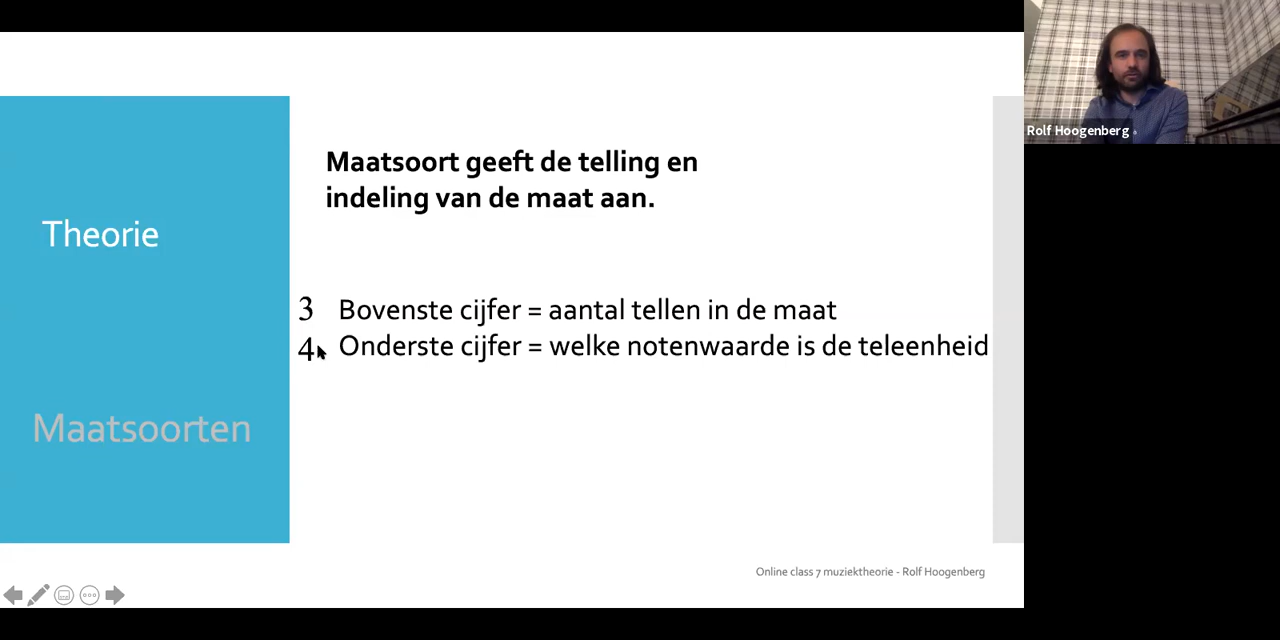 Theorie
Maatsoorten
Maatsoort geeft de telling en
indeling van de maat aan.
3 Bovenste cijfer = aantal tellen in de maat
4 Onderste cijfer = welke notenwaarde is de teleenheid
Online class 7 muziektheorie - Rolf Hoogenberg
Rolf Hoogenberg